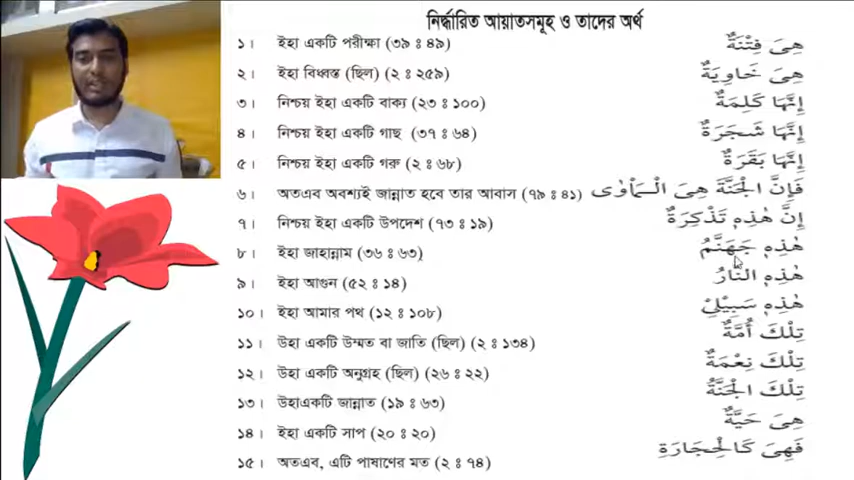 নির্দ্ধারিত আয়াতসমূহ ও তাদের অর্থ
১। ইহা একটি পরীক্ষা (৩৯ ঃ ৪৯) هِىَ فِتْنَةٌ
২। ইহা বিধ্বস্ত (ছিল) (২ ঃ ২৫৯) هِىَ خَاوِيَةٌ
৩। নিশ্চয় ইহা একটি বাক্য (২৩ ঃ ১০০) إِنَّهَا كَلِمَةٌ
৪। নিশ্চয় ইহা একটি গাছ (৩৭ ঃ ৬৪) إِنَّهَا شَجَرَةٌ
৫। নিশ্চয় ইহা একটি গরু (২ ঃ ৬৮) إِنَّهَا بَقَرَةٌ
৬। অতএব অবশ্যই জান্নাত হবে তার আবাস (৭৯ ঃ ৪১) فَإِنَّ الْجَنَّةَ هِىَ الْمَأْوٰى
৭। নিশ্চয় ইহা একটি উপদেশ (৭৩ ঃ ১৯) إِنَّ هٰذِهٖ تَذْكِرَةٌ
৮। ইহা জাহান্নাম (৩৬ ঃ ৬৩) هٰذِهٖ جَهَنَّمُ
৯। ইহা আগুন (৫২ ঃ ১৪) هٰذِهِ النَّارُ
১০। ইহা আমার পথ (১২ ঃ ১০৮) هٰذِهٖ سَبِيْلِىْ
১১। উহা একটি উম্মত বা জাতি (ছিল) (২ ঃ ১৩৪) تِلْكَ أُمَّةٌ
১২। উহা একটি অনুগ্রহ (ছিল) (২৬ ঃ ২২) تِلْكَ نِعْمَةٌ
১৩। উহাএকটি জান্নাত (১৯ ঃ ৬৩) تِلْكَ الْجَنَّةُ
১৪। ইহা একটি সাপ (২০ ঃ ২০) هِىَ حَيَّةٌ
১৫। অতএব, এটি পাষাণের মত (২ ঃ ৭৪) فَهِىَ كَالْحِجَارَةِ